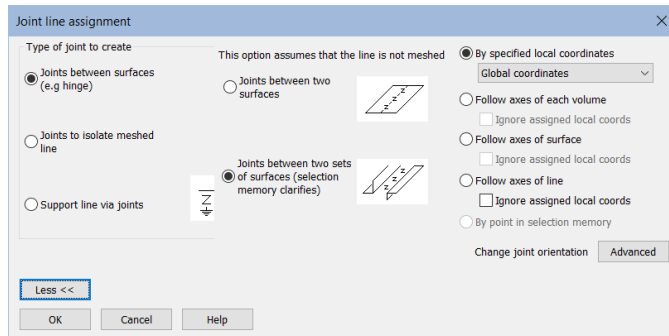 Joint line assignment
Type of joint to create
Joints between surfaces
(e.g hinge)
Joints to isolate meshed
line
Support line via joints
This option assumes that the line is not meshed
Joints between two
surfaces
Joints between two sets
of surfaces (selection
memory clarifies)
By specified local coordinates
Global coordinates
Follow axes of each volume
Ignore assigned local coords
Follow axes of surface
Ignore assigned local coords
Follow axes of line
Ignore assigned local coords
By point in selection memory
Change joint orientation Advanced
Less <<
OK Cancel Help